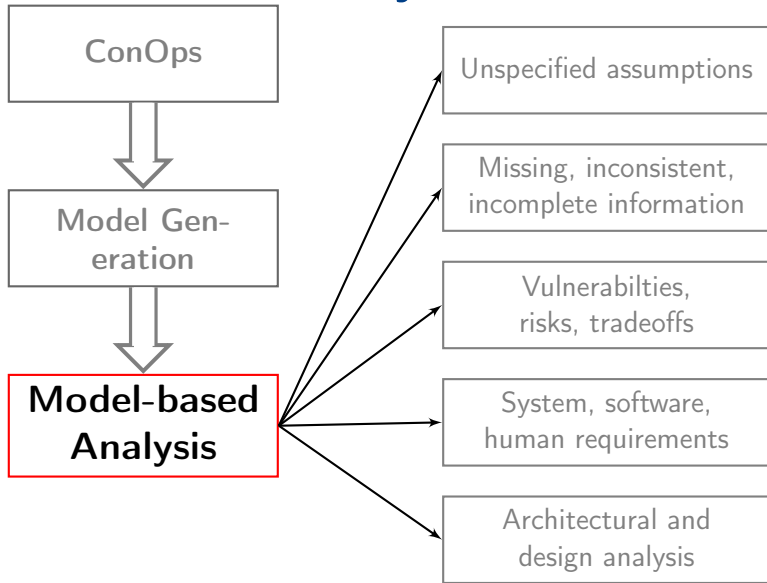 ConOps
Model Gen-
eration
Model-based
Analysis
Unspecified assumptions
Missing, inconsistent,
incomplete information
Vulnerabilties,
risks, tradeoffs
System, software,
human requirements
Architectural and
design analysis